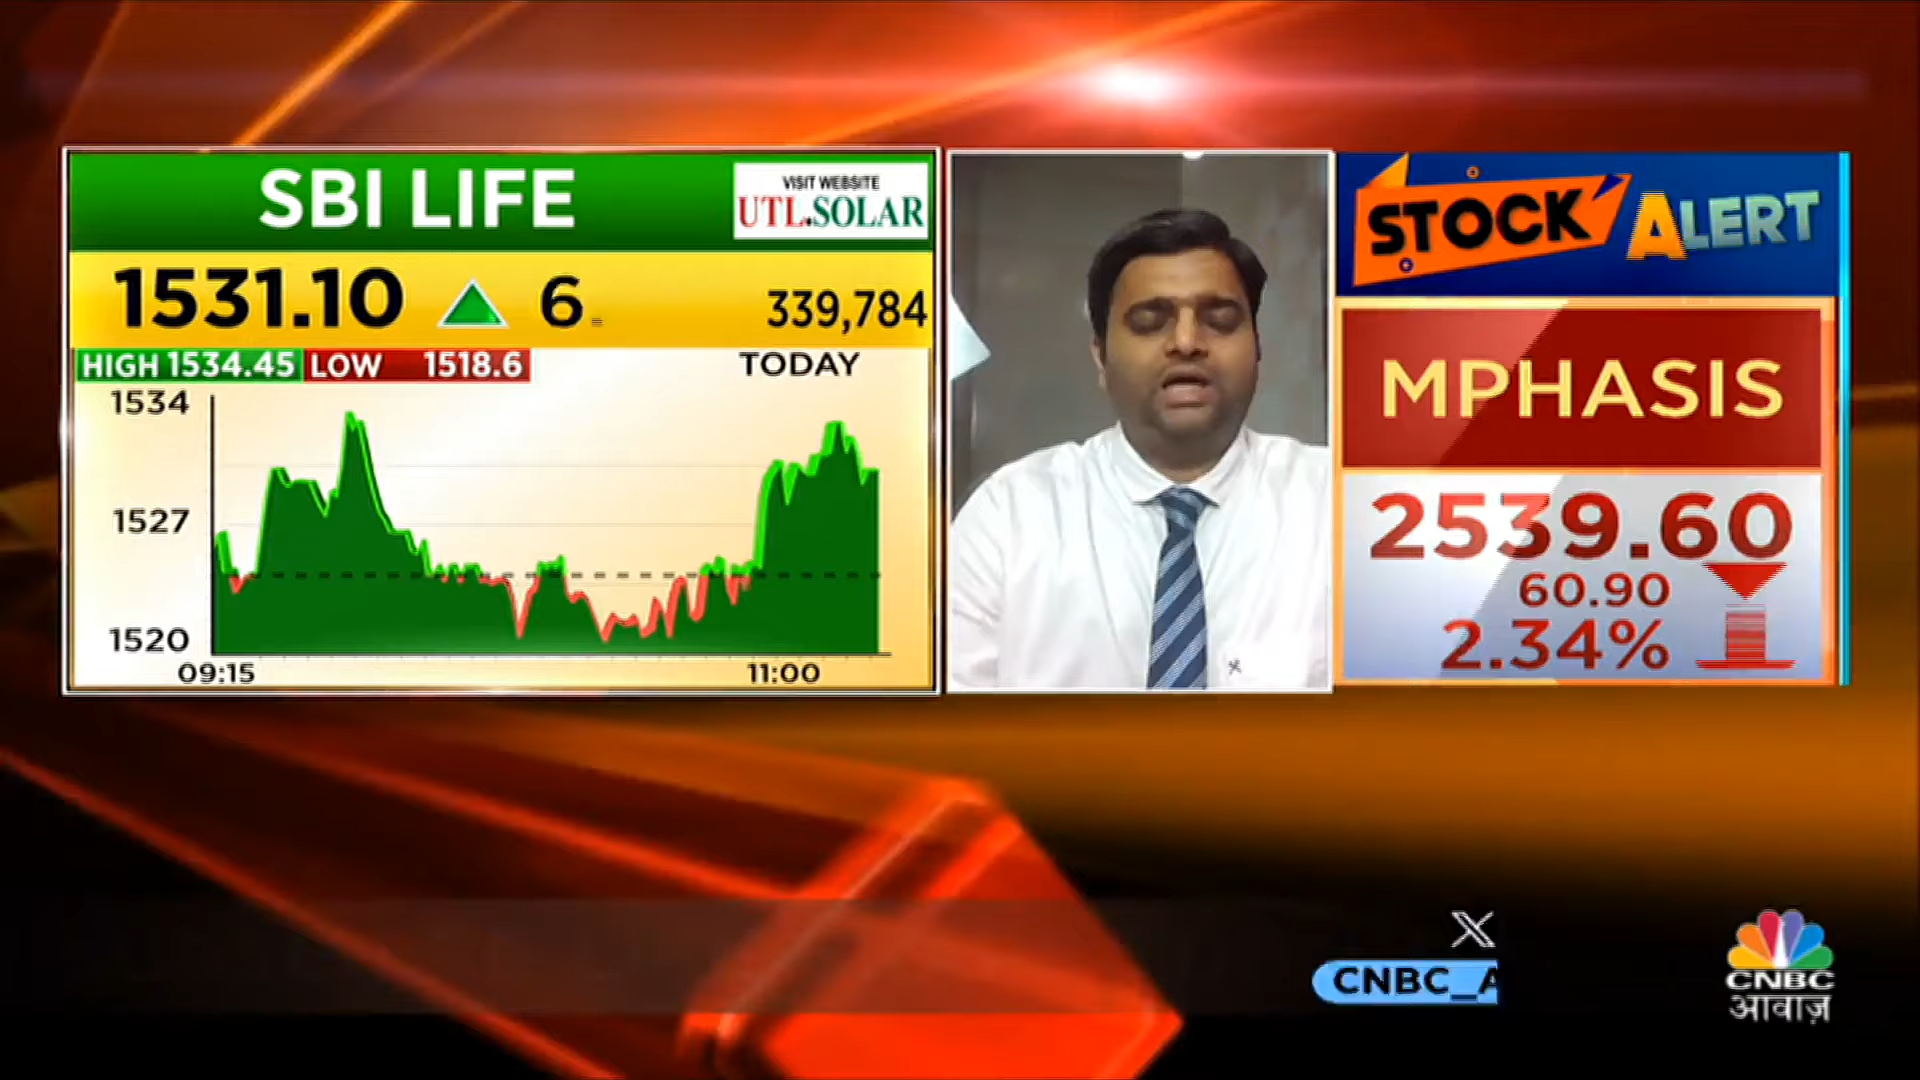 SBI LIFE
VISIT WEBSITE
UTL.SOLAR
1531.10 6 339,784
HIGH 1534.45 LOW 1518.6 TODAY
1534
1527
1520
09:15 11:00
STOCK ALERT
MPHASIS
2539.60
60.90
2.34%
X
CNBC_A
CNBC
आवाज़